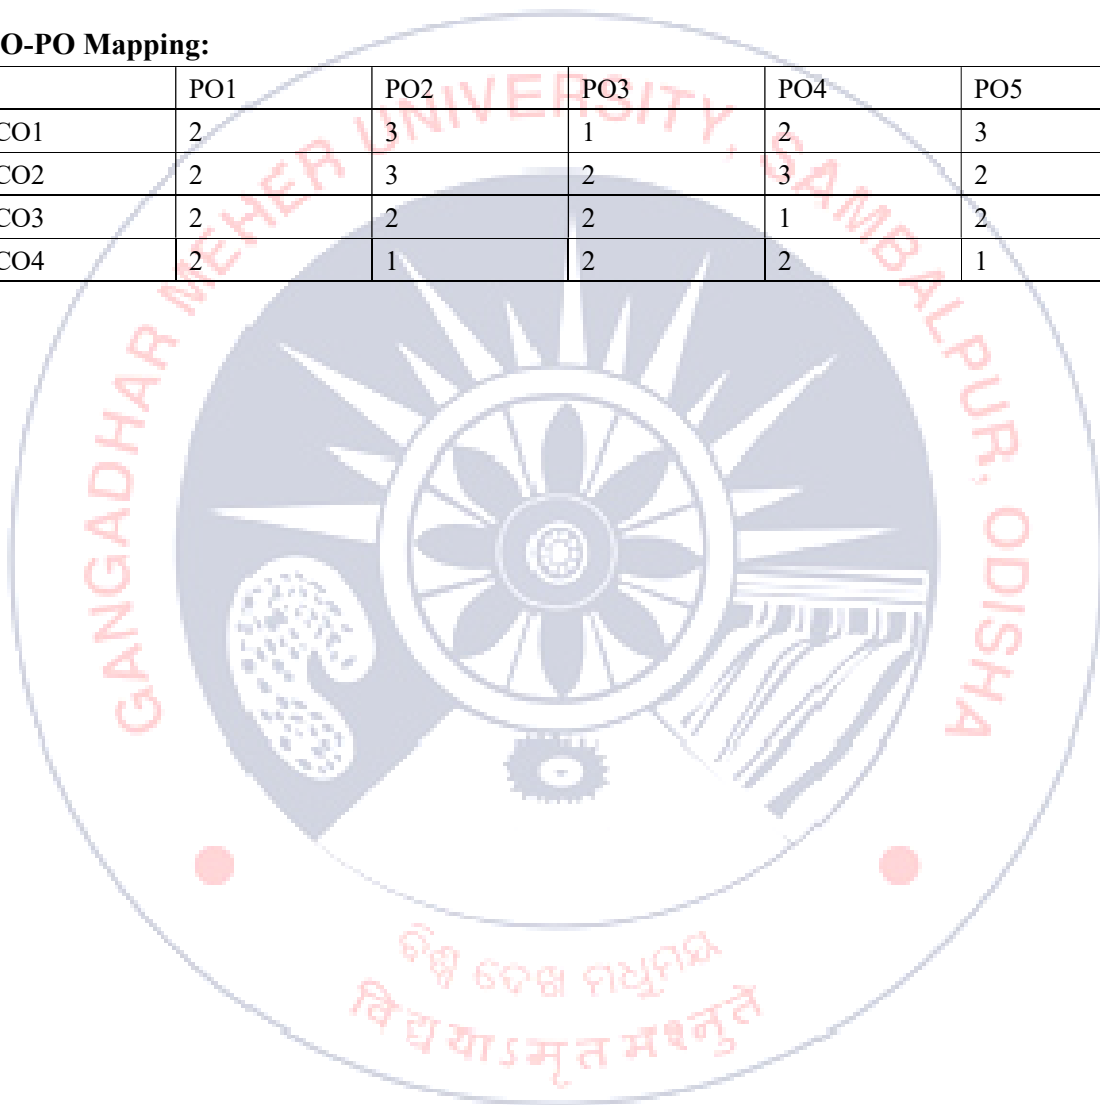 O-PO Mapping:
PO1 PO2 PO3 PO4 PO5
CO1 2 3 1 2 3
CO2 2 3 2 3 2
CO3 2 2 2 1 2
CO4 2 1 2 2 1
GANGADHAR MEHER UNIVERSITY, SAMBALPUR, ODISHA
ବିଶ୍ୱ ଦେଖ ମଧୁମୟ
विद्ययाऽमृतमश्नुते